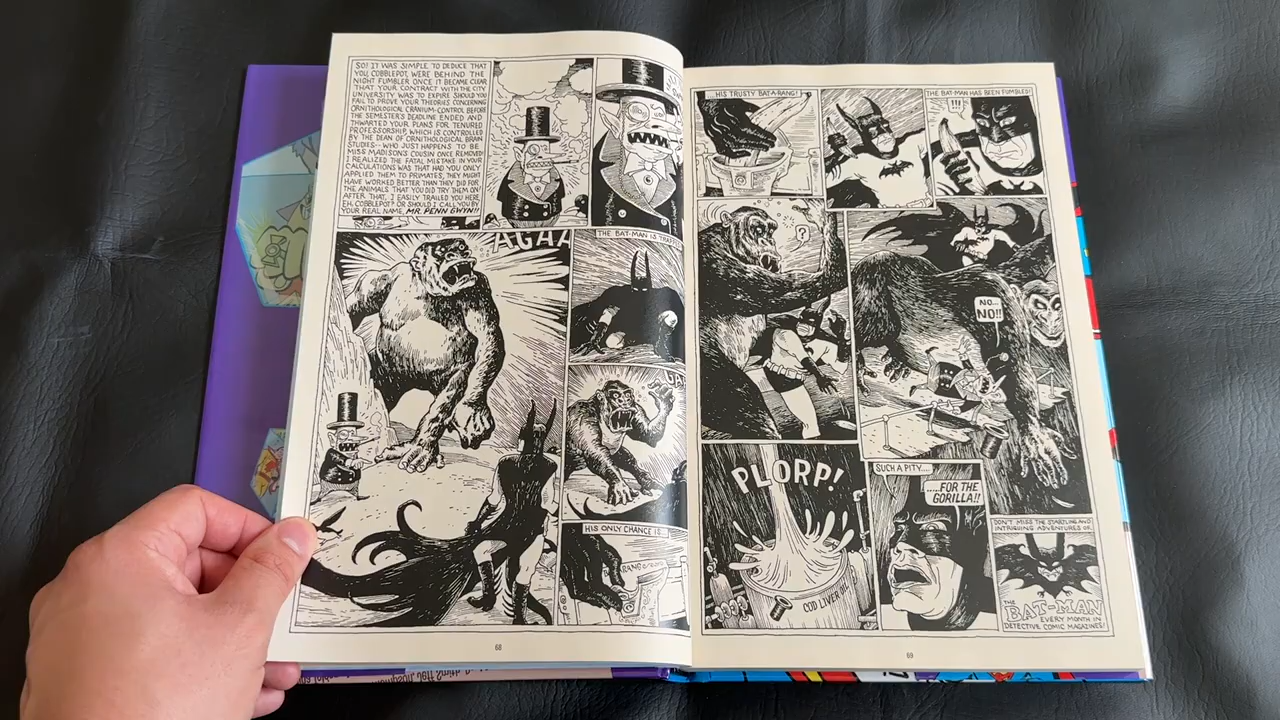 SO! IT WAS SIMPLE TO DEDUCE THAT
YOU, COBBLEPOT, WERE BEHIND THE
NIGHT FUMBLER ONCE IT BECAME CLEAR
THAT YOUR CONTRACT WITH THE CITY
UNIVERSITY WAS TO EXPIRE SHOULD YOU
FAIL TO PROVE YOUR THEORIES CONCERNING
ORNITHOLOGICAL CRANIUM-CONTROL BEFORE
THE SEMESTER'S DEADLINE ENDED AND
THWARTED YOUR PLANS FOR TENURED
PROFESSORSHIP, WHICH IS CONTROLLED
BY THE DEAN OF ORNITHOLOGICAL BRAIN
STUDIES--WHO JUST HAPPENS TO BE
MISS MADISON'S COUSIN ONCE REMOVED!
I REALIZED THE FATAL MISTAKE IN YOUR
CALCULATIONS WAS THAT HAD YOU ONLY
APPLIED THEM TO PRIMATES, THEY MIGHT
HAVE WORKED BETTER THAN THEY DID FOR
THE ANIMALS THAT YOU DID TRY THEM ON!
AFTER THAT, I EASILY TRAILED YOU HERE,
EH, COBBLEPOT? OR SHOULD I CALL YOU BY
YOUR REAL NAME, MR. PENN GWYN!!
AGAA
THE BAT-MAN IS
HIS ONLY CHANCE IS...
68
...HIS TRUSTY BAT-A-RANG!
THE BAT-MAN HAS BEEN FUMBLED!
!!!
?
NO...
NO!!
PLORP!
COD LIVER
SUCH A PITY....
....FOR THE
GORILLA!!
DON'T MISS THE STARTLING AND
INTRIGUING ADVENTURES OF
THE
BAT-MAN
EVERY MONTH IN
DETECTIVE COMIC MAGAZINES!
69